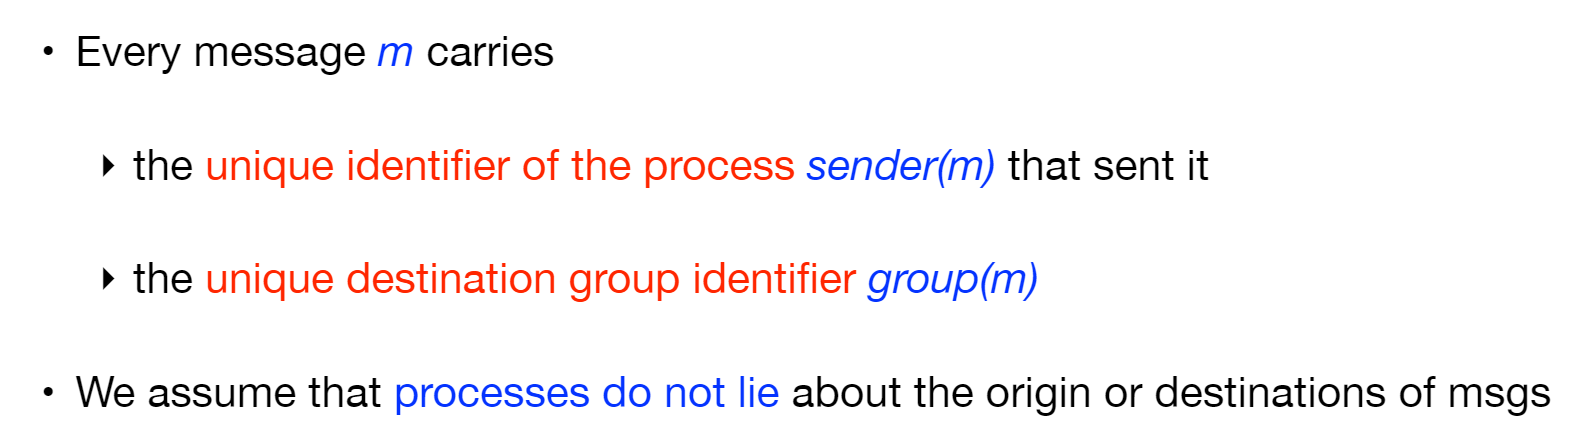 • Every message m carries
‣ the unique identifier of the process sender(m) that sent it
‣ the unique destination group identifier group(m)
• We assume that processes do not lie about the origin or destinations of msgs